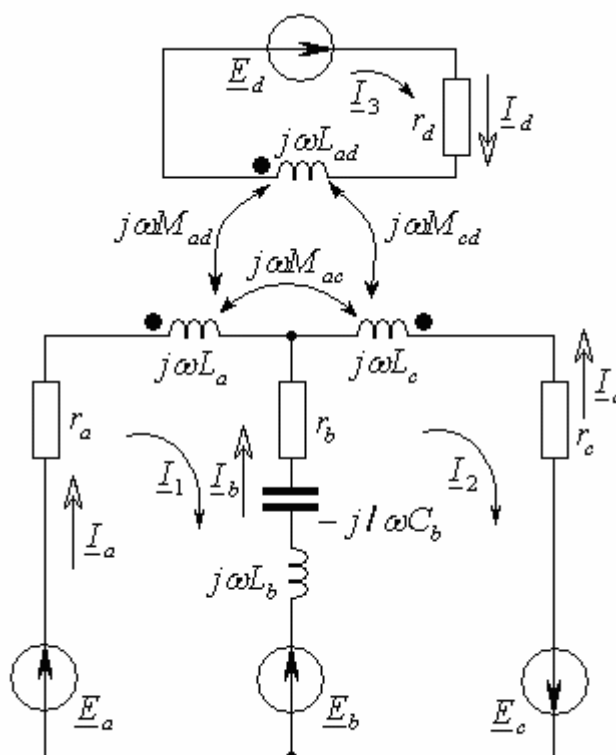 E_d
I_3
r_d
I_d
jωL_ad
jωM_ad
jωM_cd
jωM_ac
jωL_a
jωL_c
r_a
r_b
r_c
I_1
I_b
I_2
−j/ωC_b
I_a
jωL_b
E_a
E_b
E_c